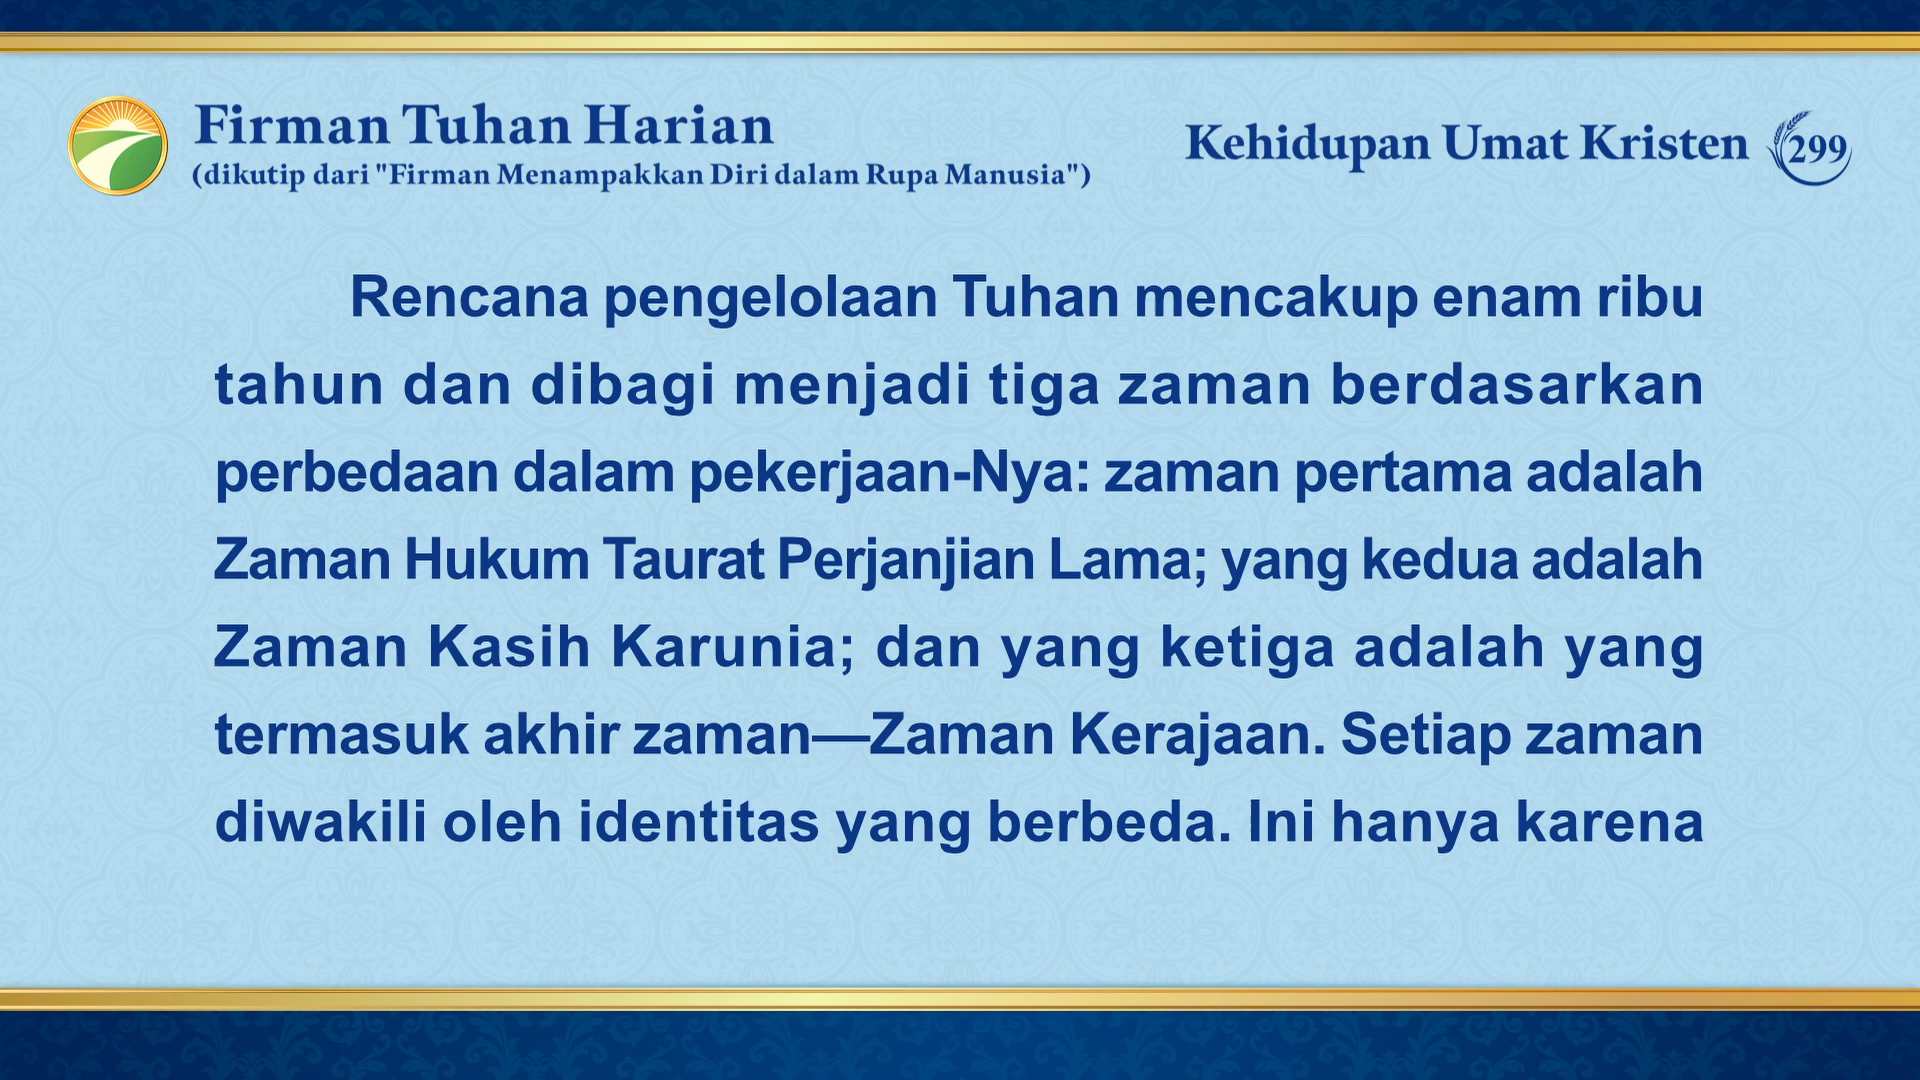 Firman Tuhan Harian
(dikutip dari "Firman Menampakkan Diri dalam Rupa Manusia")
Kehidupan Umat Kristen 299
Rencana pengelolaan Tuhan mencakup enam ribu
tahun dan dibagi menjadi tiga zaman berdasarkan
perbedaan dalam pekerjaan-Nya: zaman pertama adalah
Zaman Hukum Taurat Perjanjian Lama; yang kedua adalah
Zaman Kasih Karunia; dan yang ketiga adalah yang
termasuk akhir zaman—Zaman Kerajaan. Setiap zaman
diwakili oleh identitas yang berbeda. Ini hanya karena